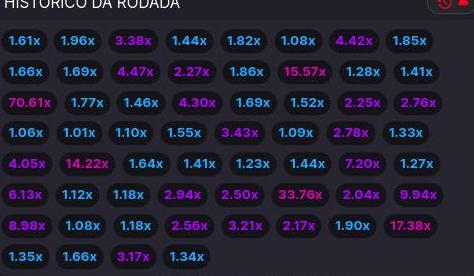 HISTÓRICO DA RODADA
1.61x 1.96x 3.38x 1.44x 1.82x 1.08x 4.42x 1.85x
1.66x 1.69x 4.47x 2.27x 1.86x 15.57x 1.28x 1.41x
70.61x 1.77x 1.46x 4.30x 1.69x 1.52x 2.25x 2.76x
1.06x 1.01x 1.10x 1.55x 3.43x 1.09x 2.78x 1.33x
4.05x 14.22x 1.64x 1.41x 1.23x 1.44x 7.20x 1.27x
6.13x 1.12x 1.18x 2.94x 2.50x 33.76x 2.04x 9.94x
8.98x 1.08x 1.18x 2.56x 3.21x 2.17x 1.90x 17.38x
1.35x 1.66x 3.17x 1.34x